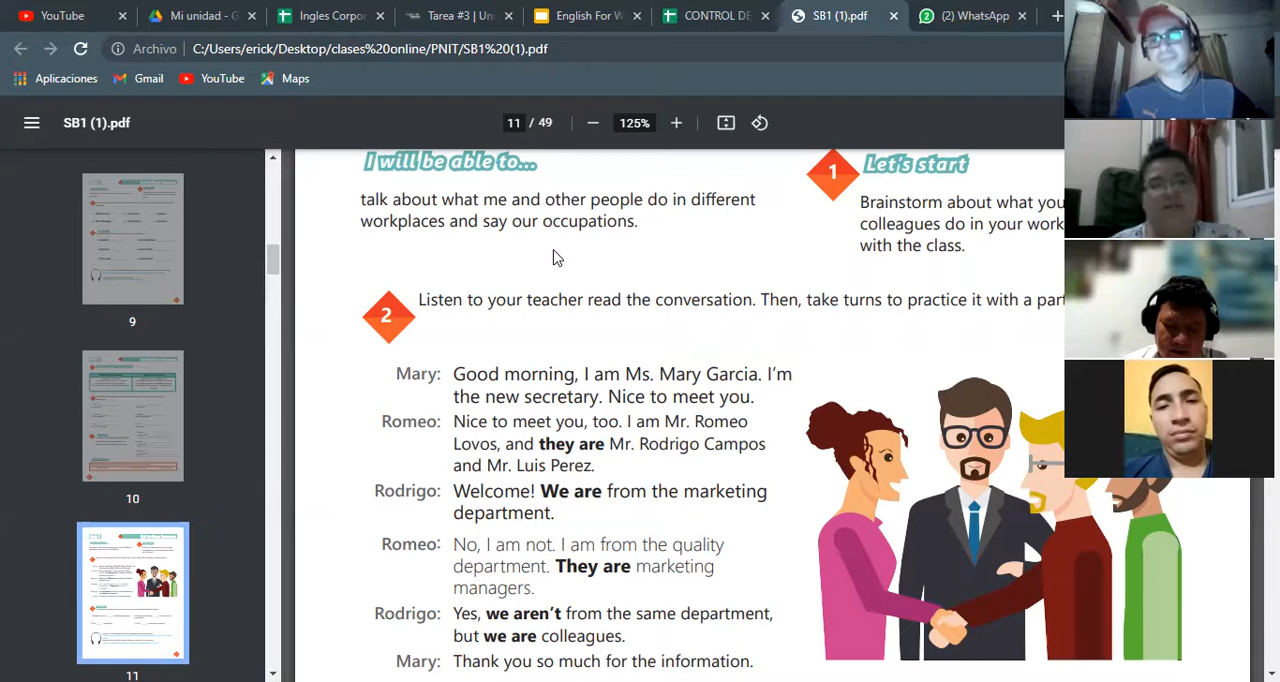 YouTube
Mi unidad - G
Ingles Corpor
Tarea #3 | Uni
English For W
CONTROL DE
SB1 (1).pdf
(2) WhatsApp
Archivo
C:/Users/erick/Desktop/clases%20online/PNIT/SB1%20(1).pdf
Aplicaciones
Gmail
YouTube
Maps
SB1 (1).pdf
11 / 49
125%
9
10
11
I will be able to...
talk about what me and other people do in different
workplaces and say our occupations.
1
Let's start
Brainstorm about what you
colleagues do in your work
with the class.
2
Listen to your teacher read the conversation. Then, take turns to practice it with a part
Mary: Good morning, I am Ms. Mary Garcia. I'm
the new secretary. Nice to meet you.
Romeo: Nice to meet you, too. I am Mr. Romeo
Lovos, and they are Mr. Rodrigo Campos
and Mr. Luis Perez.
Rodrigo: Welcome! We are from the marketing
department.
Romeo: No, I am not. I am from the quality
department. They are marketing
managers.
Rodrigo: Yes, we aren't from the same department,
but we are colleagues.
Mary: Thank you so much for the information.